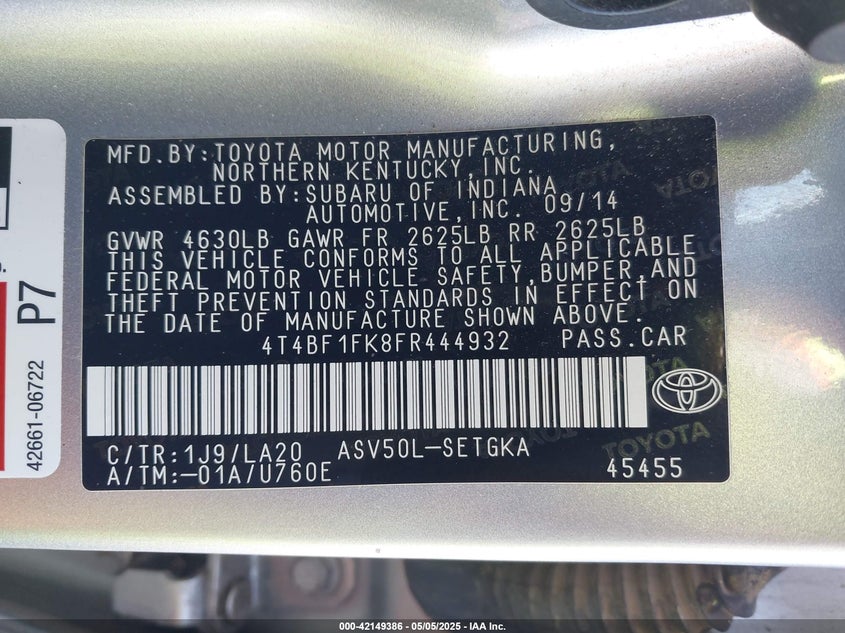 MFD.BY:TOYOTA MOTOR MANUFACTURING,
NORTHERN KENTUCKY,INC.
ASSEMBLED BY:SUBARU OF INDIANA
AUTOMOTIVE,INC. 09/14
GVWR 4630LB GAWR FR 2625LB RR 2625LB
THIS VEHICLE CONFORMS TO ALL APPLICABLE
FEDERAL MOTOR VEHICLE SAFETY,BUMPER,AND
THEFT PREVENTION STANDARDS IN EFFECT ON
THE DATE OF MANUFACTURE SHOWN ABOVE.
4T4BF1FK8FR444932 PASS.CAR
C/TR:1J9/LA20 ASV50L-SETGKA
A/TM:-01A/U760E 45455
P7
42661-06722
000-42149386 - 05/05/2025 - IAA Inc.